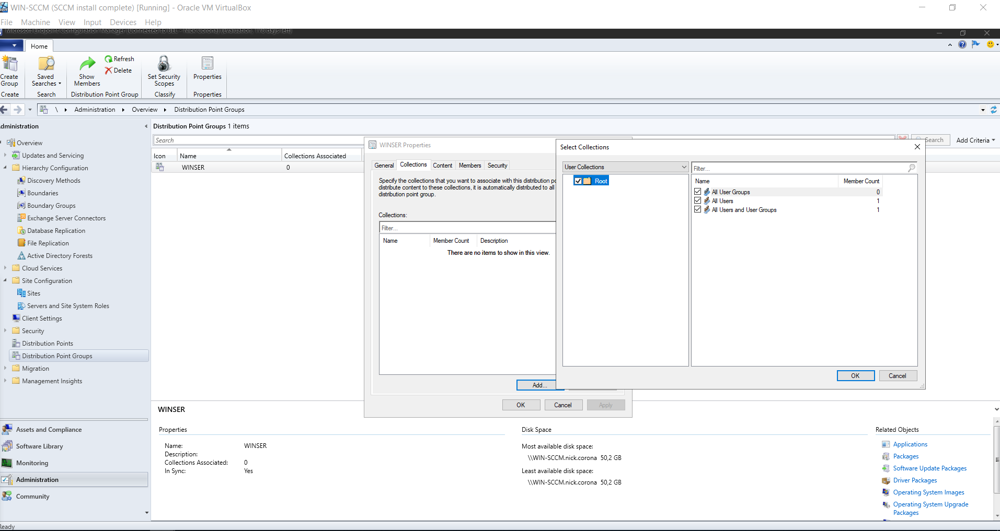 WIN-SCCM (SCCM install complete) [Running] - Oracle VM VirtualBox
File Machine View Input Devices Help
Microsoft Endpoint Configuration Manager (Connected to BEL - Nick Corona) (Evaluation, 178 days left)
Home
Create Group
Saved Searches
Show Members
Refresh
Delete
Set Security Scopes
Properties
Create
Search
Distribution Point Group
Classify
Properties
\ Administration Overview Distribution Point Groups
dministration
Overview
Updates and Servicing
Hierarchy Configuration
Discovery Methods
Boundaries
Boundary Groups
Exchange Server Connectors
Database Replication
File Replication
Active Directory Forests
Cloud Services
Site Configuration
Sites
Servers and Site System Roles
Client Settings
Security
Distribution Points
Distribution Point Groups
Migration
Management Insights
Assets and Compliance
Software Library
Monitoring
Administration
Community
Distribution Point Groups 1 items
Search
Search
Add Criteria
Icon Name Collections Associated
WINSER 0
WINSER Properties
General Collections Content Members Security
Specify the collections that you want to associate with this distribution po
distribute content to these collections, it is automatically distributed to all
distribution point group.
Collections:
Filter...
Name Member Count Description
There are no items to show in this view.
Add...
OK Cancel Apply
Select Collections
User Collections
Root
Filter...
Name Member Count
All User Groups 0
All Users 1
All Users and User Groups 1
OK Cancel
WINSER
Properties
Name: WINSER
Description:
Collections Associated: 0
In Sync: Yes
Disk Space
Most available disk space:
\\WIN-SCCM.nick.corona 50,2 GB
Least available disk space:
\\WIN-SCCM.nick.corona 50,2 GB
Related Objects
Applications
Packages
Software Update Packages
Driver Packages
Operating System Images
Operating System Upgrade
Packages
Ready